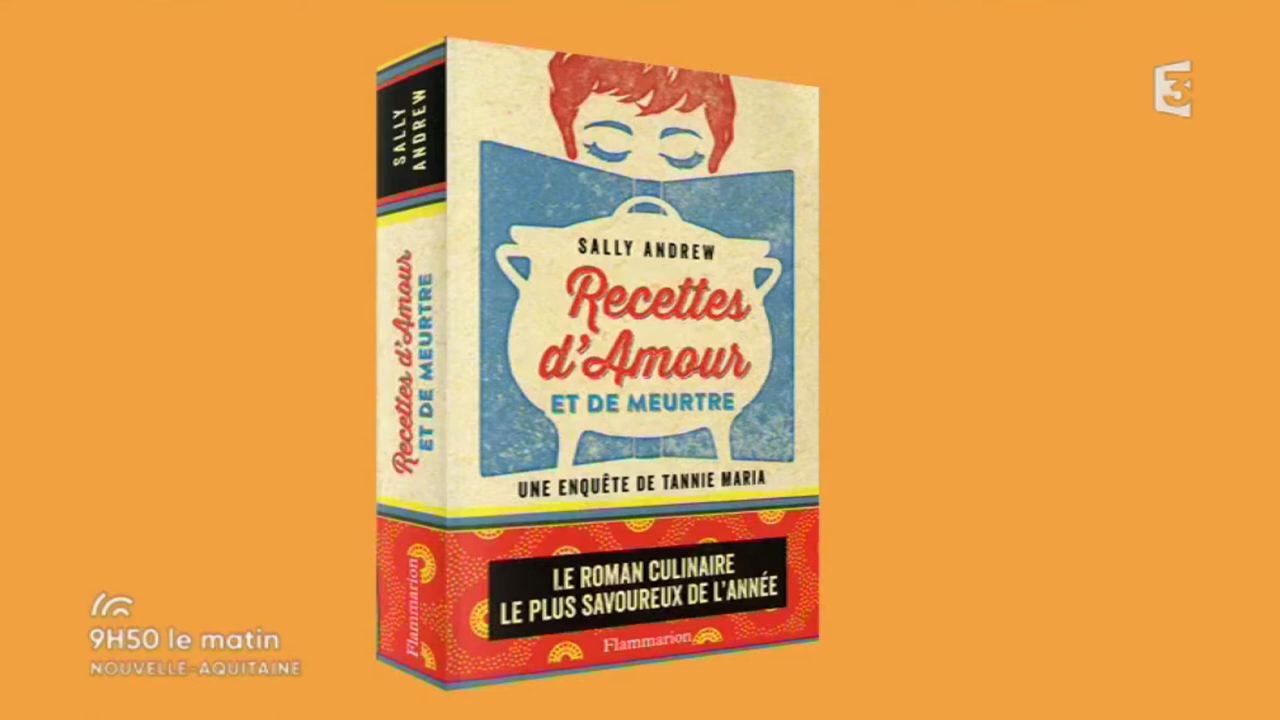 3
SALLY
ANDREW
Recettes d'Amour
ET DE MEURTRE
Flammarion
SALLY ANDREW
Recettes
d'Amour
ET DE MEURTRE
UNE ENQUÊTE DE TANNIE MARIA
LE ROMAN CULINAIRE
LE PLUS SAVOUREUX DE L'ANNÉE
Flammarion
9H50 le matin
NOUVELLE-AQUITAINE